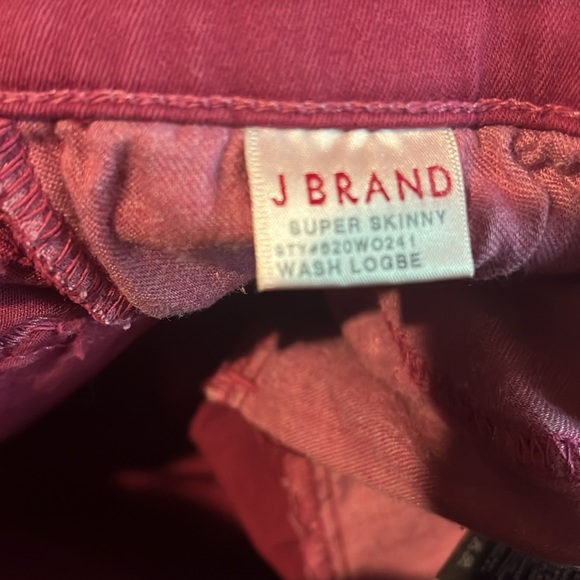 J BRAND
SUPER SKINNY
STY#620WO241
WASH LOGBE